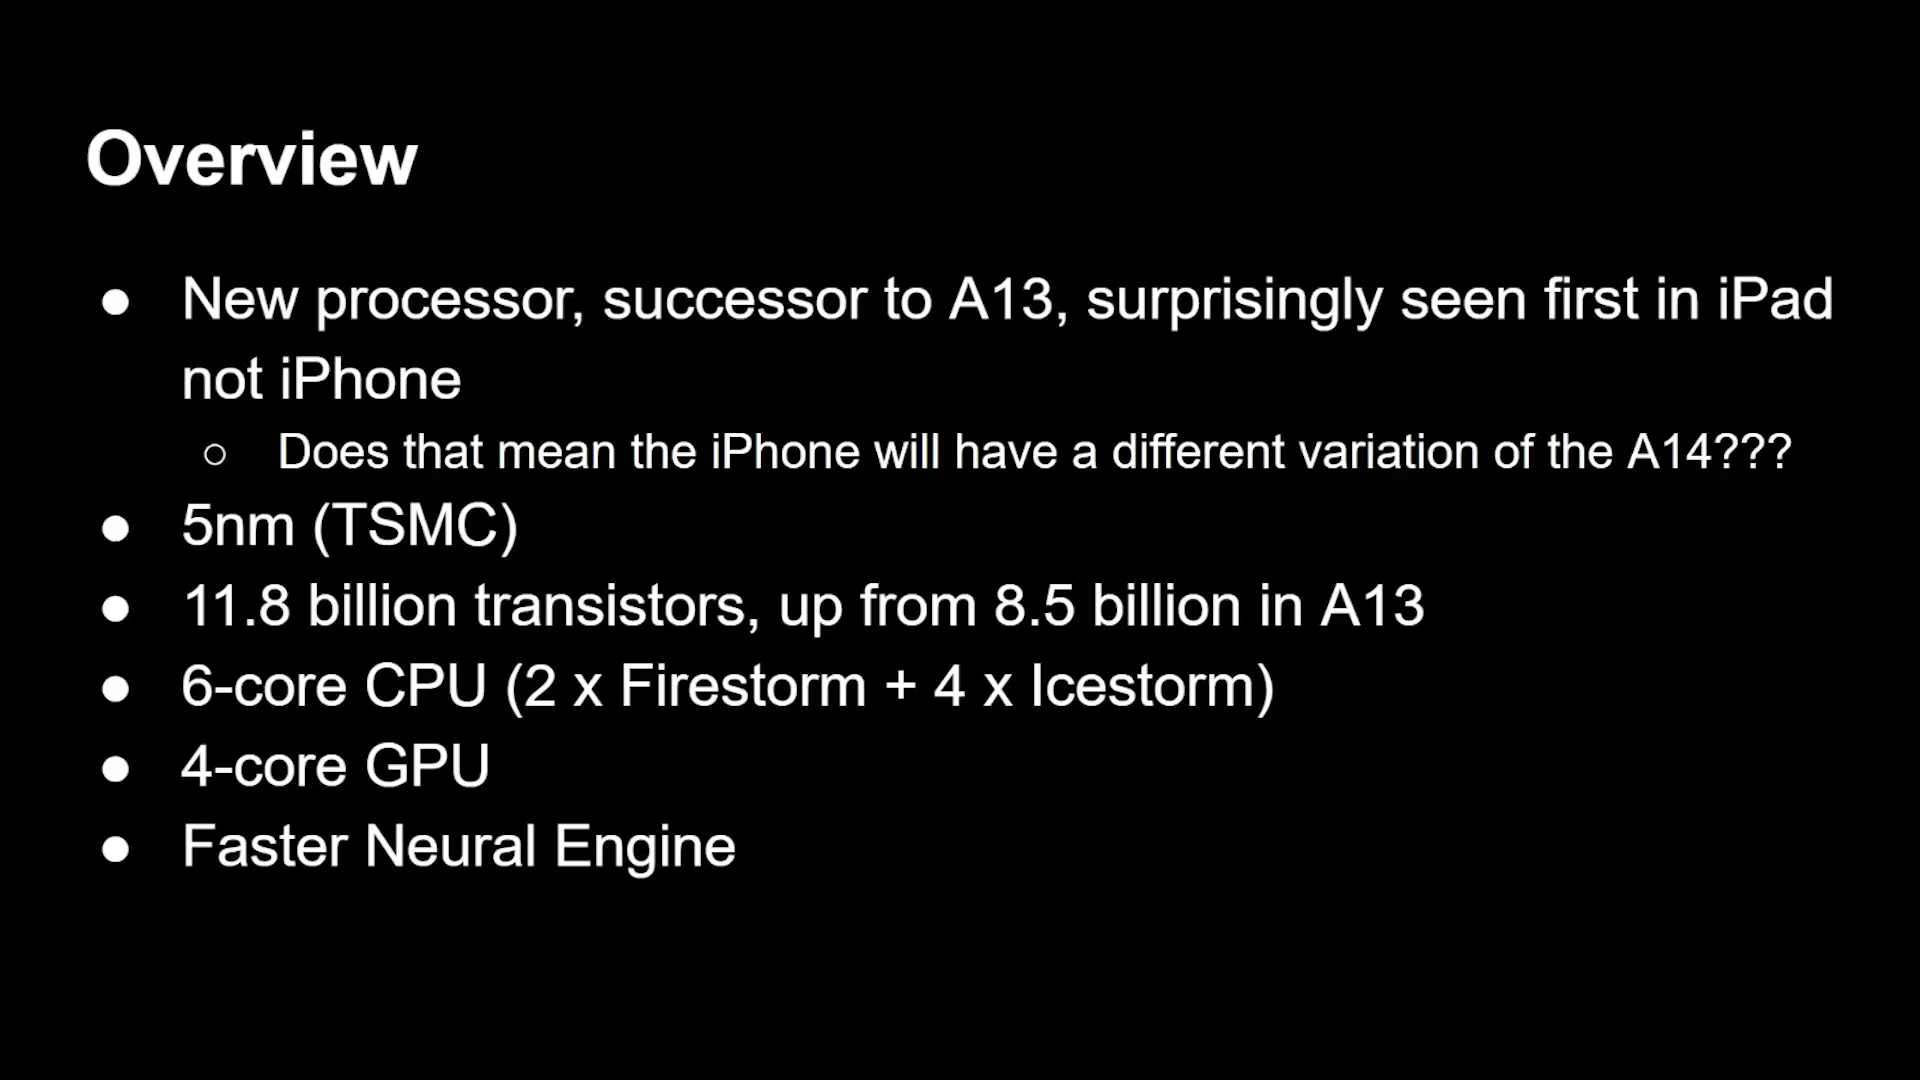 Overview
● New processor, successor to A13, surprisingly seen first in iPad
not iPhone
○ Does that mean the iPhone will have a different variation of the A14???
● 5nm (TSMC)
● 11.8 billion transistors, up from 8.5 billion in A13
● 6-core CPU (2 x Firestorm + 4 x Icestorm)
● 4-core GPU
● Faster Neural Engine